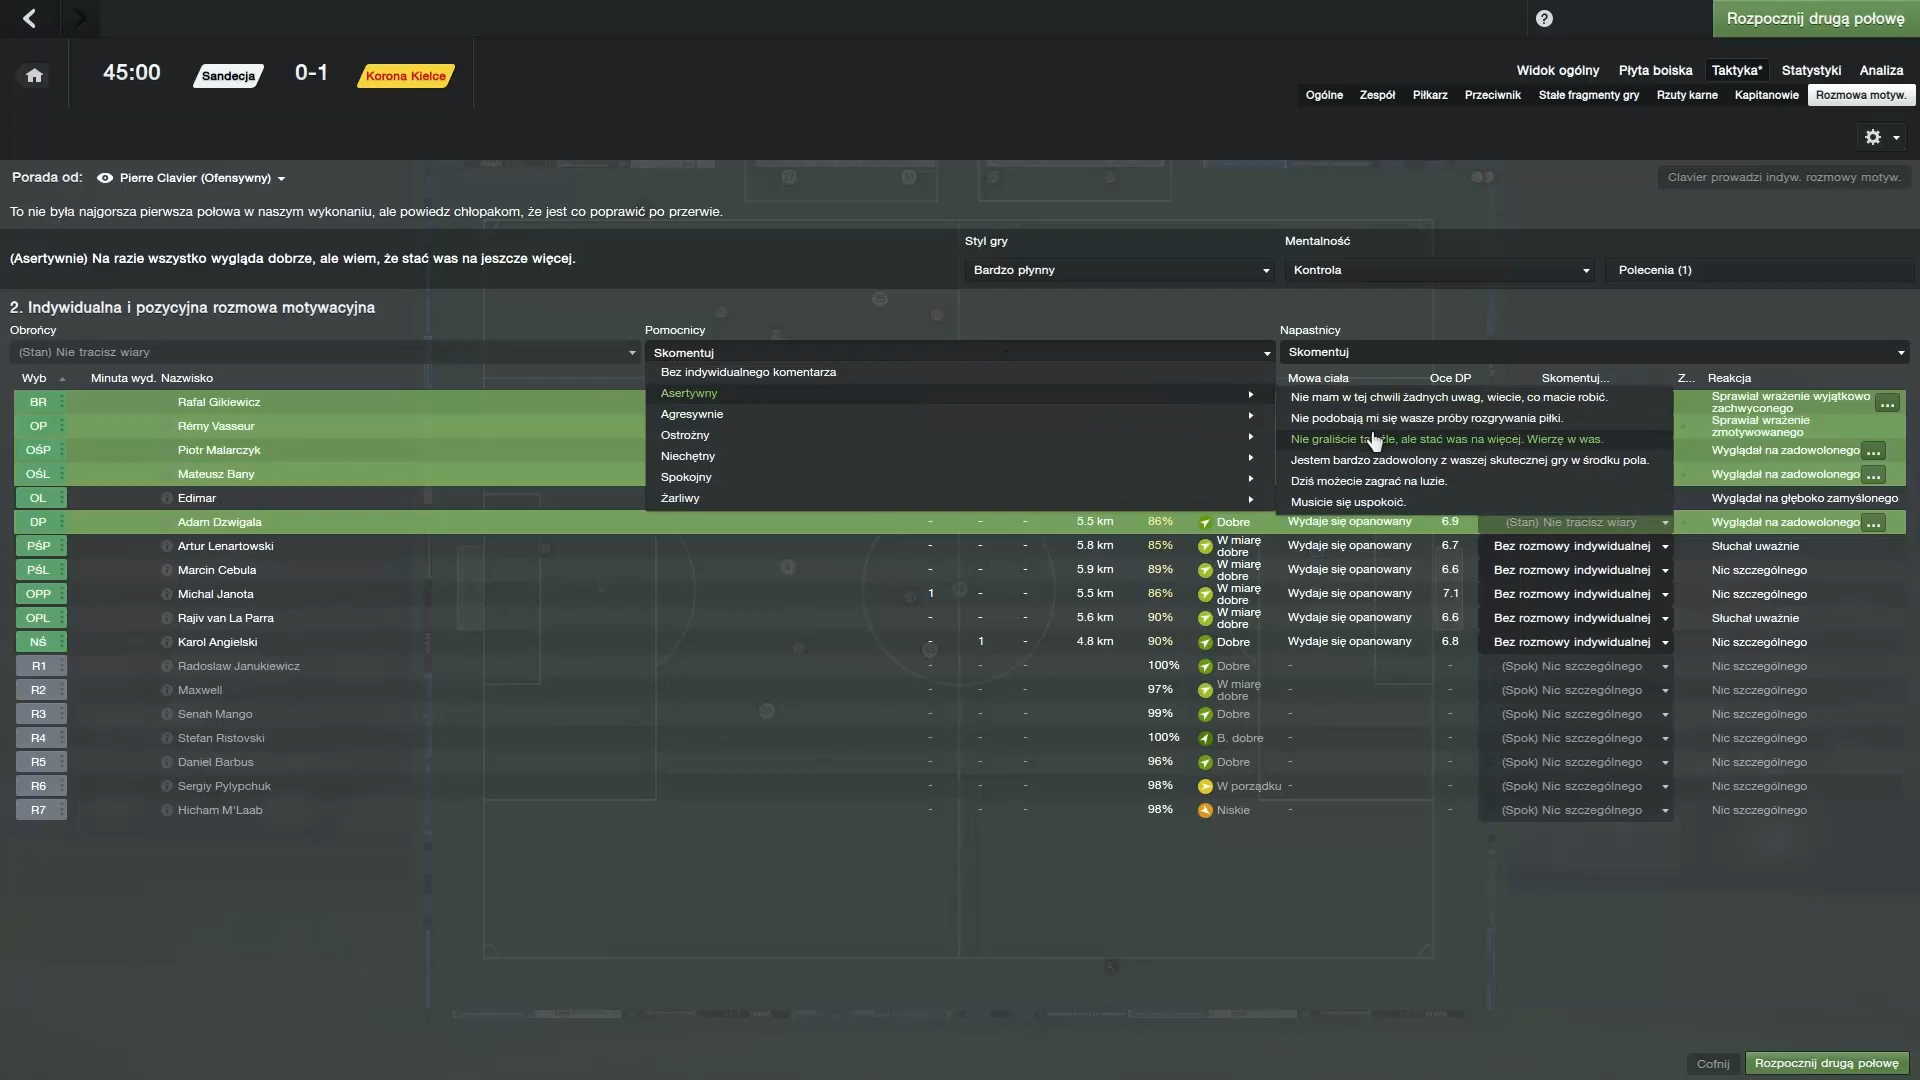 Rozpocznij drugą połowę
45:00 Sandecja 0-1 Korona Kielce
Widok ogólny Płyta boiska Taktyka* Statystyki Analiza
Ogólne Zespół Piłkarz Przeciwnik Stałe fragmenty gry Rzuty karne Kapitanowie Rozmowa motyw.
Porada od: Pierre Clavier (Ofensywny) Clavier prowadzi indyw. rozmowy motyw.
To nie była najgorsza pierwsza połowa w naszym wykonaniu, ale powiedz chłopakom, że jest co poprawić po przerwie.
Styl gry Mentalność
(Asertywnie) Na razie wszystko wygląda dobrze, ale wiem, że stać was na jeszcze więcej.
Bardzo płynny Kontrola Polecenia (1)
2. Indywidualna i pozycyjna rozmowa motywacyjna
Obrońcy Pomocnicy Napastnicy
(Stan) Nie tracisz wiary Skomentuj Skomentuj
Bez indywidualnego komentarza
Asertywny
Agresywnie
Ostrożny
Niechętny
Spokojny
Żarliwy
Nie mam w tej chwili żadnych uwag, wiecie, co macie robić.
Nie podobają mi się wasze próby rozgrywania piłki.
Nie graliście źle, ale stać was na więcej. Wierzę w was.
Jestem bardzo zadowolony z waszej skutecznej gry w środku pola.
Dziś możecie zagrać na luzie.
Musicie się uspokoić.
Wyb Minuta wyd. Nazwisko Mowa ciała Oce DP Skomentuj... Z... Reakcja
BR Rafal Gikiewicz Sprawiał wrażenie wyjątkowo zachwyconego ...
OP Rémy Vasseur Sprawiał wrażenie zmotywowanego
OŚP Piotr Malarczyk Wyglądał na zadowolonego ...
OŚL Mateusz Bany Wyglądał na zadowolonego ...
OL Edimar Wyglądał na głęboko zamyślonego
DP Adam Dzwigala - - - 5.5 km 86% Dobre Wydaje się opanowany 6.9 (Stan) Nie tracisz wiary Wyglądał na zadowolonego ...
PŚP Artur Lenartowski - - - 5.8 km 85% W miarę dobre Wydaje się opanowany 6.7 Bez rozmowy indywidualnej Słuchał uważnie
PŚL Marcin Cebula - - - 5.9 km 89% W miarę dobre Wydaje się opanowany 6.6 Bez rozmowy indywidualnej Nic szczególnego
OPP Michal Janota 1 - - 5.5 km 86% W miarę dobre Wydaje się opanowany 7.1 Bez rozmowy indywidualnej Nic szczególnego
OPL Rajiv van La Parra - - - 5.6 km 90% W miarę dobre Wydaje się opanowany 6.6 Bez rozmowy indywidualnej Słuchał uważnie
NŚ Karol Angielski - 1 - 4.8 km 90% Dobre Wydaje się opanowany 6.8 Bez rozmowy indywidualnej Nic szczególnego
R1 Radoslaw Janukiewicz - - - 100% Dobre - - (Spok) Nic szczególnego Nic szczególnego
R2 Maxwell - - - 97% W miarę dobre - - (Spok) Nic szczególnego Nic szczególnego
R3 Senah Mango - - - 99% Dobre - - (Spok) Nic szczególnego Nic szczególnego
R4 Stefan Ristovski - - - 100% B. dobre - - (Spok) Nic szczególnego Nic szczególnego
R5 Daniel Barbus - - - 96% Dobre - - (Spok) Nic szczególnego Nic szczególnego
R6 Sergiy Pylypchuk - - - 98% W porządku - - (Spok) Nic szczególnego Nic szczególnego
R7 Hicham M'Laab - - - 98% Niskie - - (Spok) Nic szczególnego Nic szczególnego
Cofnij Rozpocznij drugą połowę